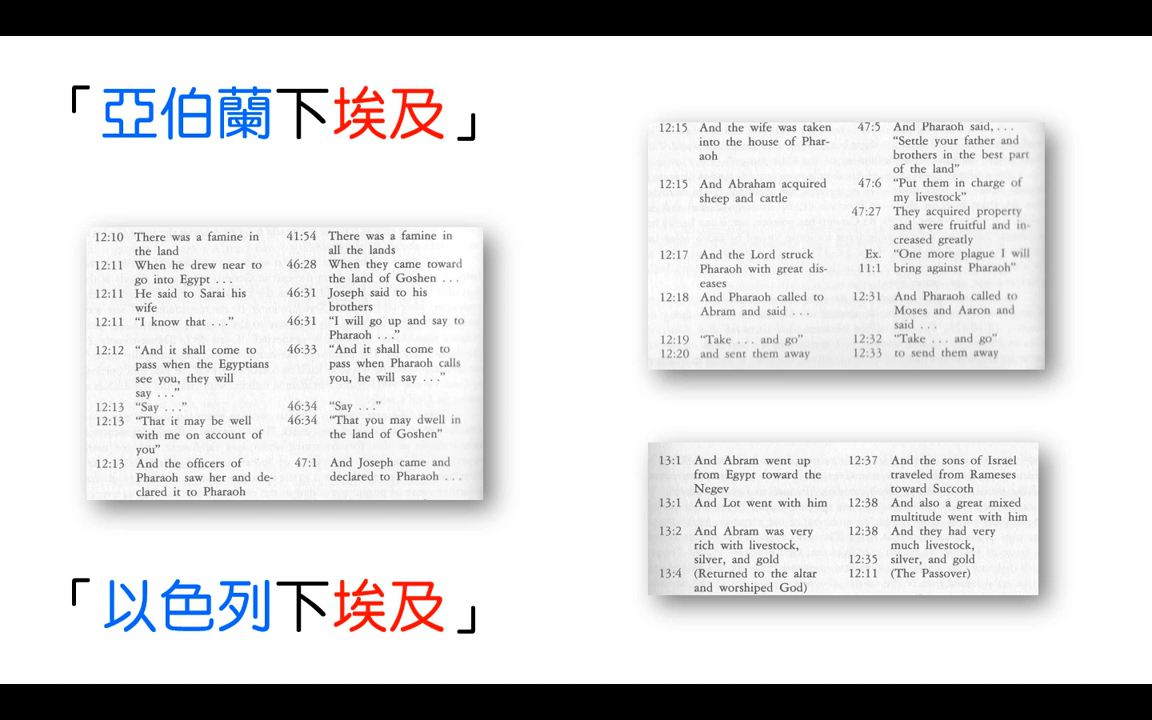 「亞伯蘭下埃及」
12:10 There was a famine in 41:54 There was a famine in
the land all the lands
12:11 When he drew near to 46:28 When they came toward
go into Egypt . . . the land of Goshen . . .
12:11 He said to Sarai his 46:31 Joseph said to his
wife brothers
12:11 “I know that . . .” 46:31 “I will go up and say to
Pharaoh . . .”
12:12 “And it shall come to 46:33 “And it shall come to
pass when the Egyptians pass when Pharaoh calls
see you, they will you, he will say . . .”
say . . .”
12:13 “Say . . .” 46:34 “Say . . .”
12:13 “That it may be well 46:34 “That you may dwell in
with me on account of the land of Goshen”
you”
12:13 And the officers of 47:1 And Joseph came and
Pharaoh saw her and de- declared to Pharaoh . . .
clared it to Pharaoh
「以色列下埃及」
12:15 And the wife was taken 47:5 And Pharaoh said, . . .
into the house of Phar- “Settle your father and
aoh brothers in the best part
of the land”
12:15 And Abraham acquired 47:6 “Put them in charge of
sheep and cattle my livestock”
47:27 They acquired property
and were fruitful and in-
creased greatly
12:17 And the Lord struck Ex. “One more plague I will
Pharaoh with great dis- 11:1 bring against Pharaoh”
eases
12:18 And Pharaoh called to 12:31 And Pharaoh called to
Abram and said . . . Moses and Aaron and
said . . .
12:19 “Take . . . and go” 12:32 “Take . . . and go”
12:20 and sent them away 12:33 to send them away
13:1 And Abram went up 12:37 And the sons of Israel
from Egypt toward the traveled from Rameses
Negev toward Succoth
13:1 And Lot went with him 12:38 And also a great mixed
multitude went with him
13:2 And Abram was very 12:38 And they had very
rich with livestock, much livestock,
silver, and gold 12:35 silver, and gold
13:4 (Returned to the altar 12:11 (The Passover)
and worshiped God)